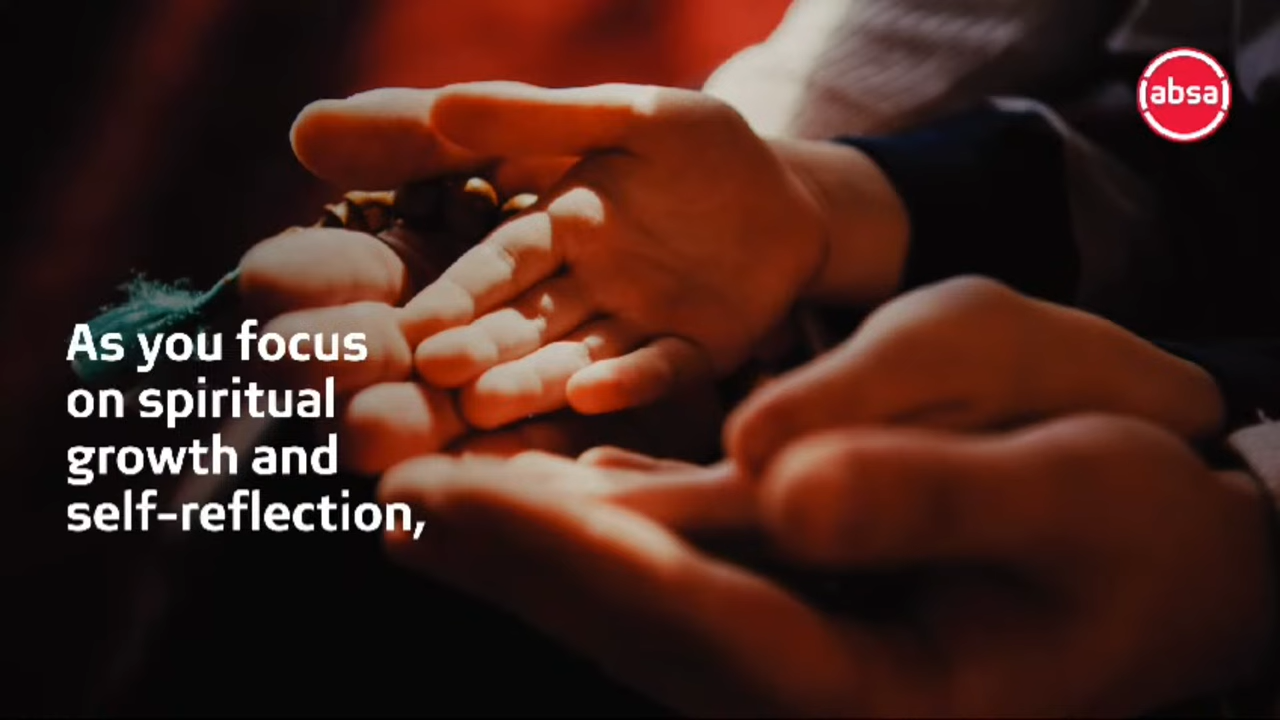 absa
As you focus
on spiritual
growth and
self-reflection,